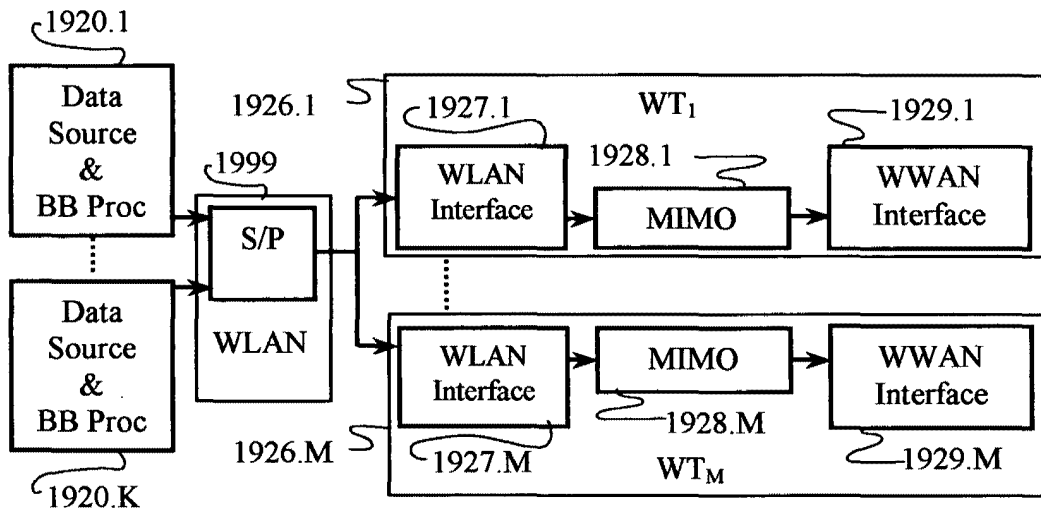 1920.1
Data
Source
&
BB Proc
1999
S/P
WLAN
Data
Source
&
BB Proc
1920.K
1926.1
WT1
1927.1
WLAN
Interface
1928.1
MIMO
1929.1
WWAN
Interface
WLAN
Interface
MIMO
WWAN
Interface
1926.M
1927.M
1928.M
WTM
1929.M